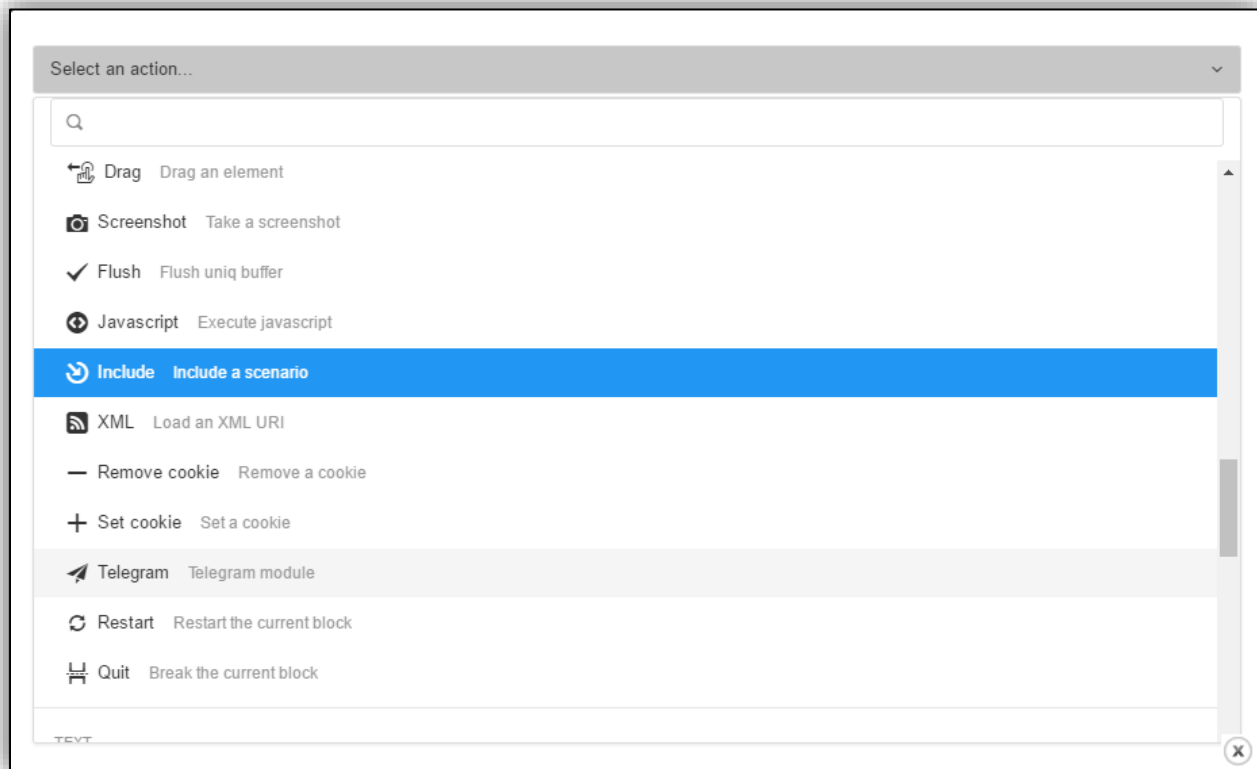 Select an action...
Drag Drag an element
Screenshot Take a screenshot
Flush Flush uniq buffer
Javascript Execute javascript
Include Include a scenario
XML Load an XML URI
Remove cookie Remove a cookie
Set cookie Set a cookie
Telegram Telegram module
Restart Restart the current block
Quit Break the current block
TEXT